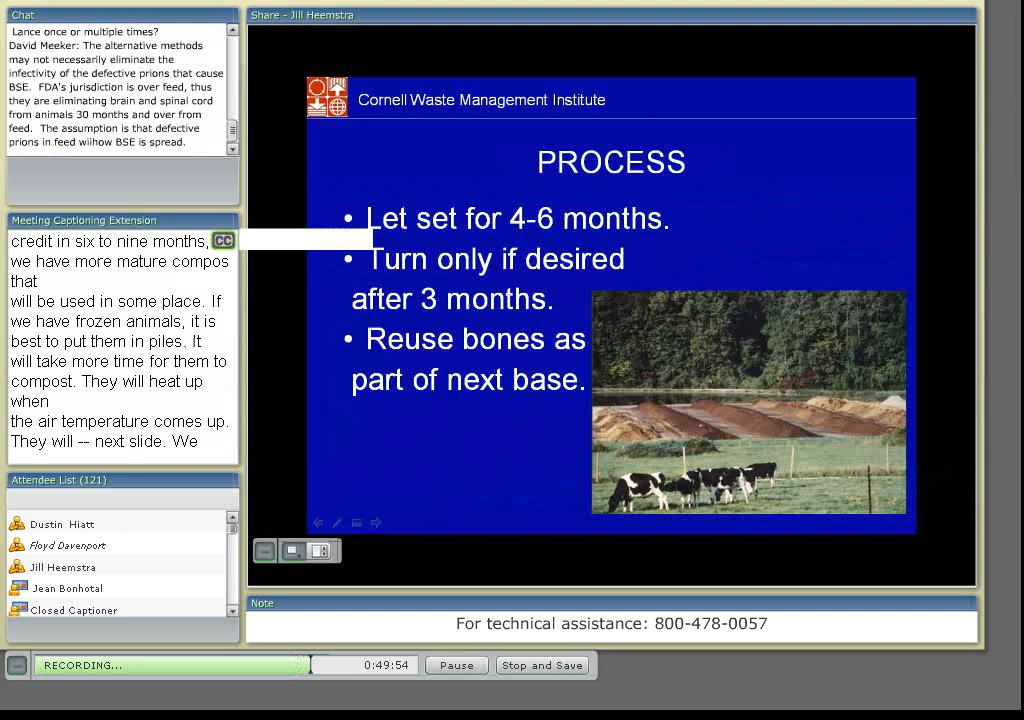 Chat
Lance once or multiple times?
David Meeker: The alternative methods
may not necessarily eliminate the
infectivity of the defective prions that cause
BSE. FDA's jurisdiction is over feed, thus
they are eliminating brain and spinal cord
from animals 30 months and over from
feed. The assumption is that defective
prions in feed wiihow BSE is spread.
Meeting Captioning Extension
credit in six to nine months,
CC
we have more mature compos
that
will be used in some place. If
we have frozen animals, it is
best to put them in piles. It
will take more time for them to
compost. They will heat up
when
the air temperature comes up.
They will -- next slide. We
Attendee List (121)
Dustin Hiatt
Floyd Davenport
Jill Heemstra
Jean Bonhotal
Closed Captioner
Share - Jill Heemstra
Cornell Waste Management Institute
PROCESS
• Let set for 4-6 months.
• Turn only if desired
after 3 months.
• Reuse bones as
part of next base.
Note
For technical assistance: 800-478-0057
RECORDING...
0:49:54
Pause
Stop and Save